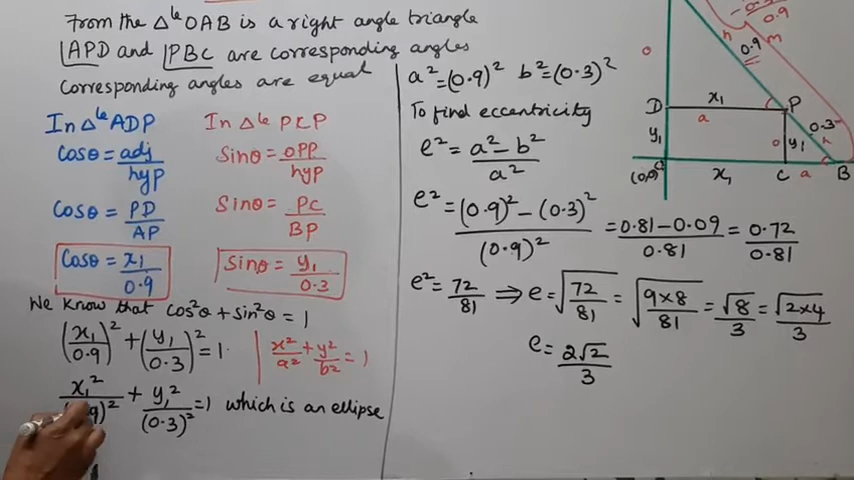 From the Δˡᵉ OAB is a right angle triangle
APD and PBC are corresponding angles
Corresponding angles are equal
In Δˡᵉ ADP
Cosθ = adj/hyp
Cosθ = PD/AP
Cosθ = x₁/0.9
In Δˡᵉ PCP
Sinθ = OPP/hyp
Sinθ = PC/BP
Sinθ = y₁/0.3
We know that cos²θ + sin²θ = 1
(x₁/0.9)² + (y₁/0.3)² = 1
x²/a² + y²/b² = 1
x₁²/ 9)² + y₁²/(0.3)² = 1 which is an ellipse
a² = (0.9)² b² = (0.3)²
To find eccentricity
e² = a² - b²/a²
e² = (0.9)² - (0.3)²/(0.9)² = 0.81 - 0.09/0.81 = 0.72/0.81
e² = 72/81 ⇒ e = √72/81 = √9×8/81 = √8/3 = √2×4/3
e = 2√2/3
0.9
h
m
0.9
o
D
x₁
a
P
0.3
h
y₁
o
y₁
(0,0)
x₁
C
a
B